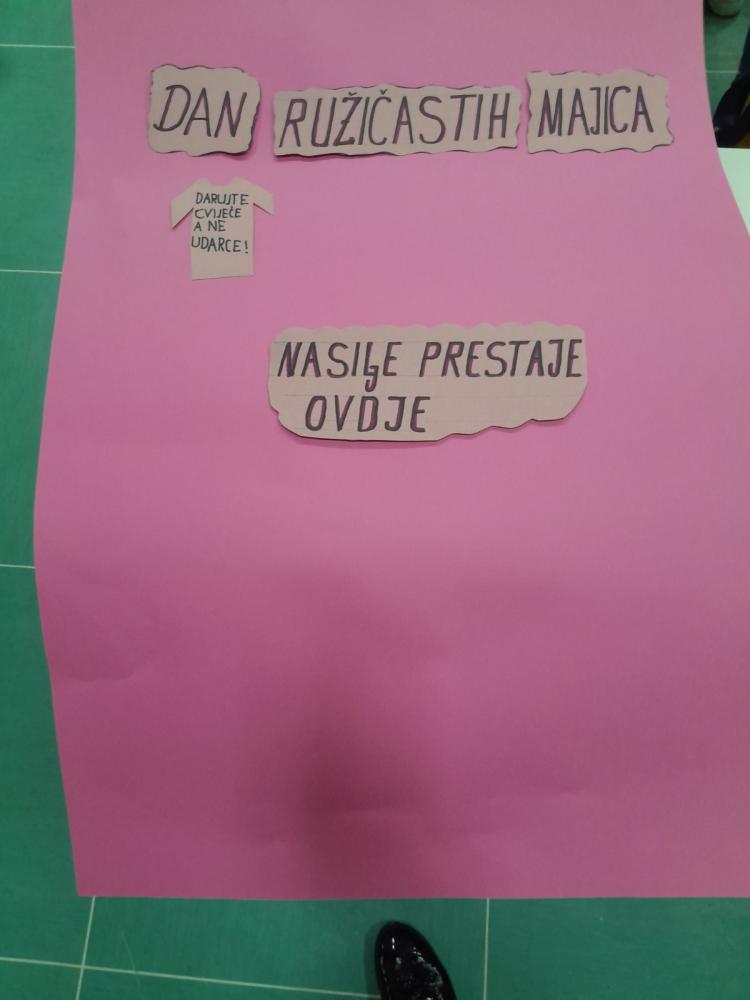 DAN RUŽIČASTIH MAJICA
DARUJTE
CVIJEĆE
A NE
UDARCE!
NASILJE PRESTAJE
OVDJE